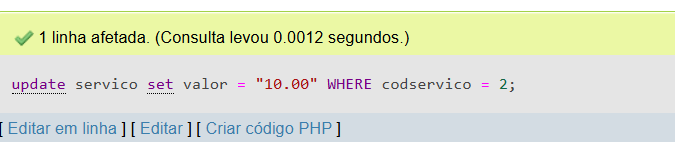 1 linha afetada. (Consulta levou 0.0012 segundos.)
update servico set valor = "10.00" WHERE codservico = 2;
[ Editar em linha ] [ Editar ] [ Criar código PHP ]